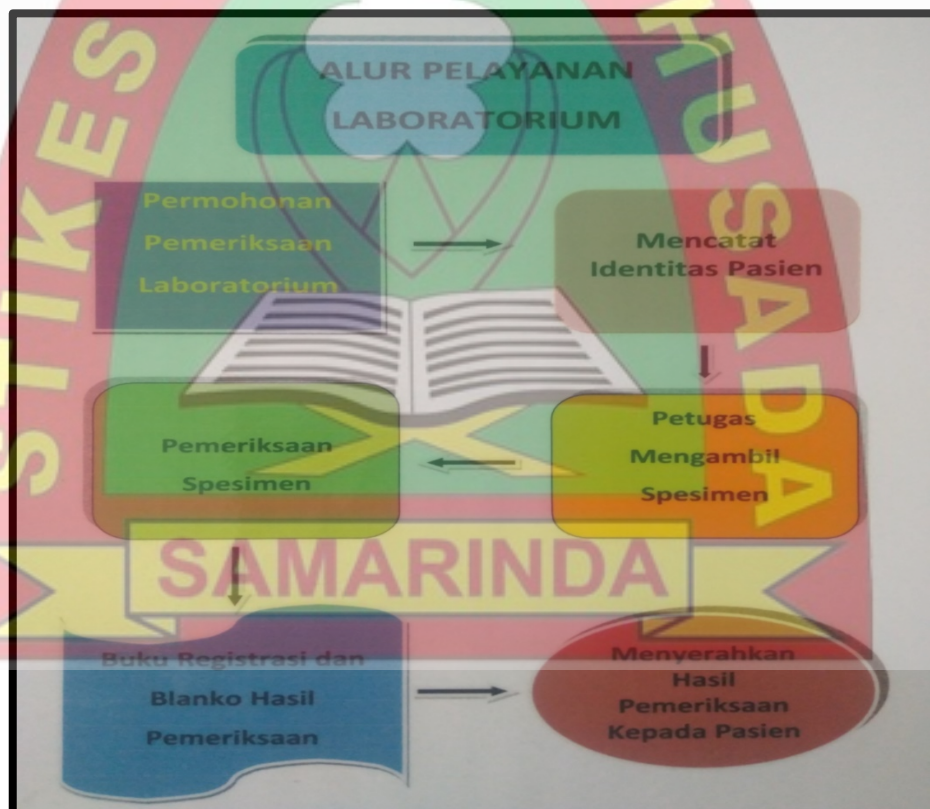 ALUR PELAYANAN
LABORATORIUM
Permohonan
Pemeriksaan
Laboratorium
Mencatat
Identitas Pasien
Petugas
Mengambil
Spesimen
Pemeriksaan
Spesimen
Buku Registrasi dan
Blanko Hasil
Pemeriksaan
Menyerahkan
Hasil
Pemeriksaan
Kepada Pasien
STIKES
HUSADA
SAMARINDA